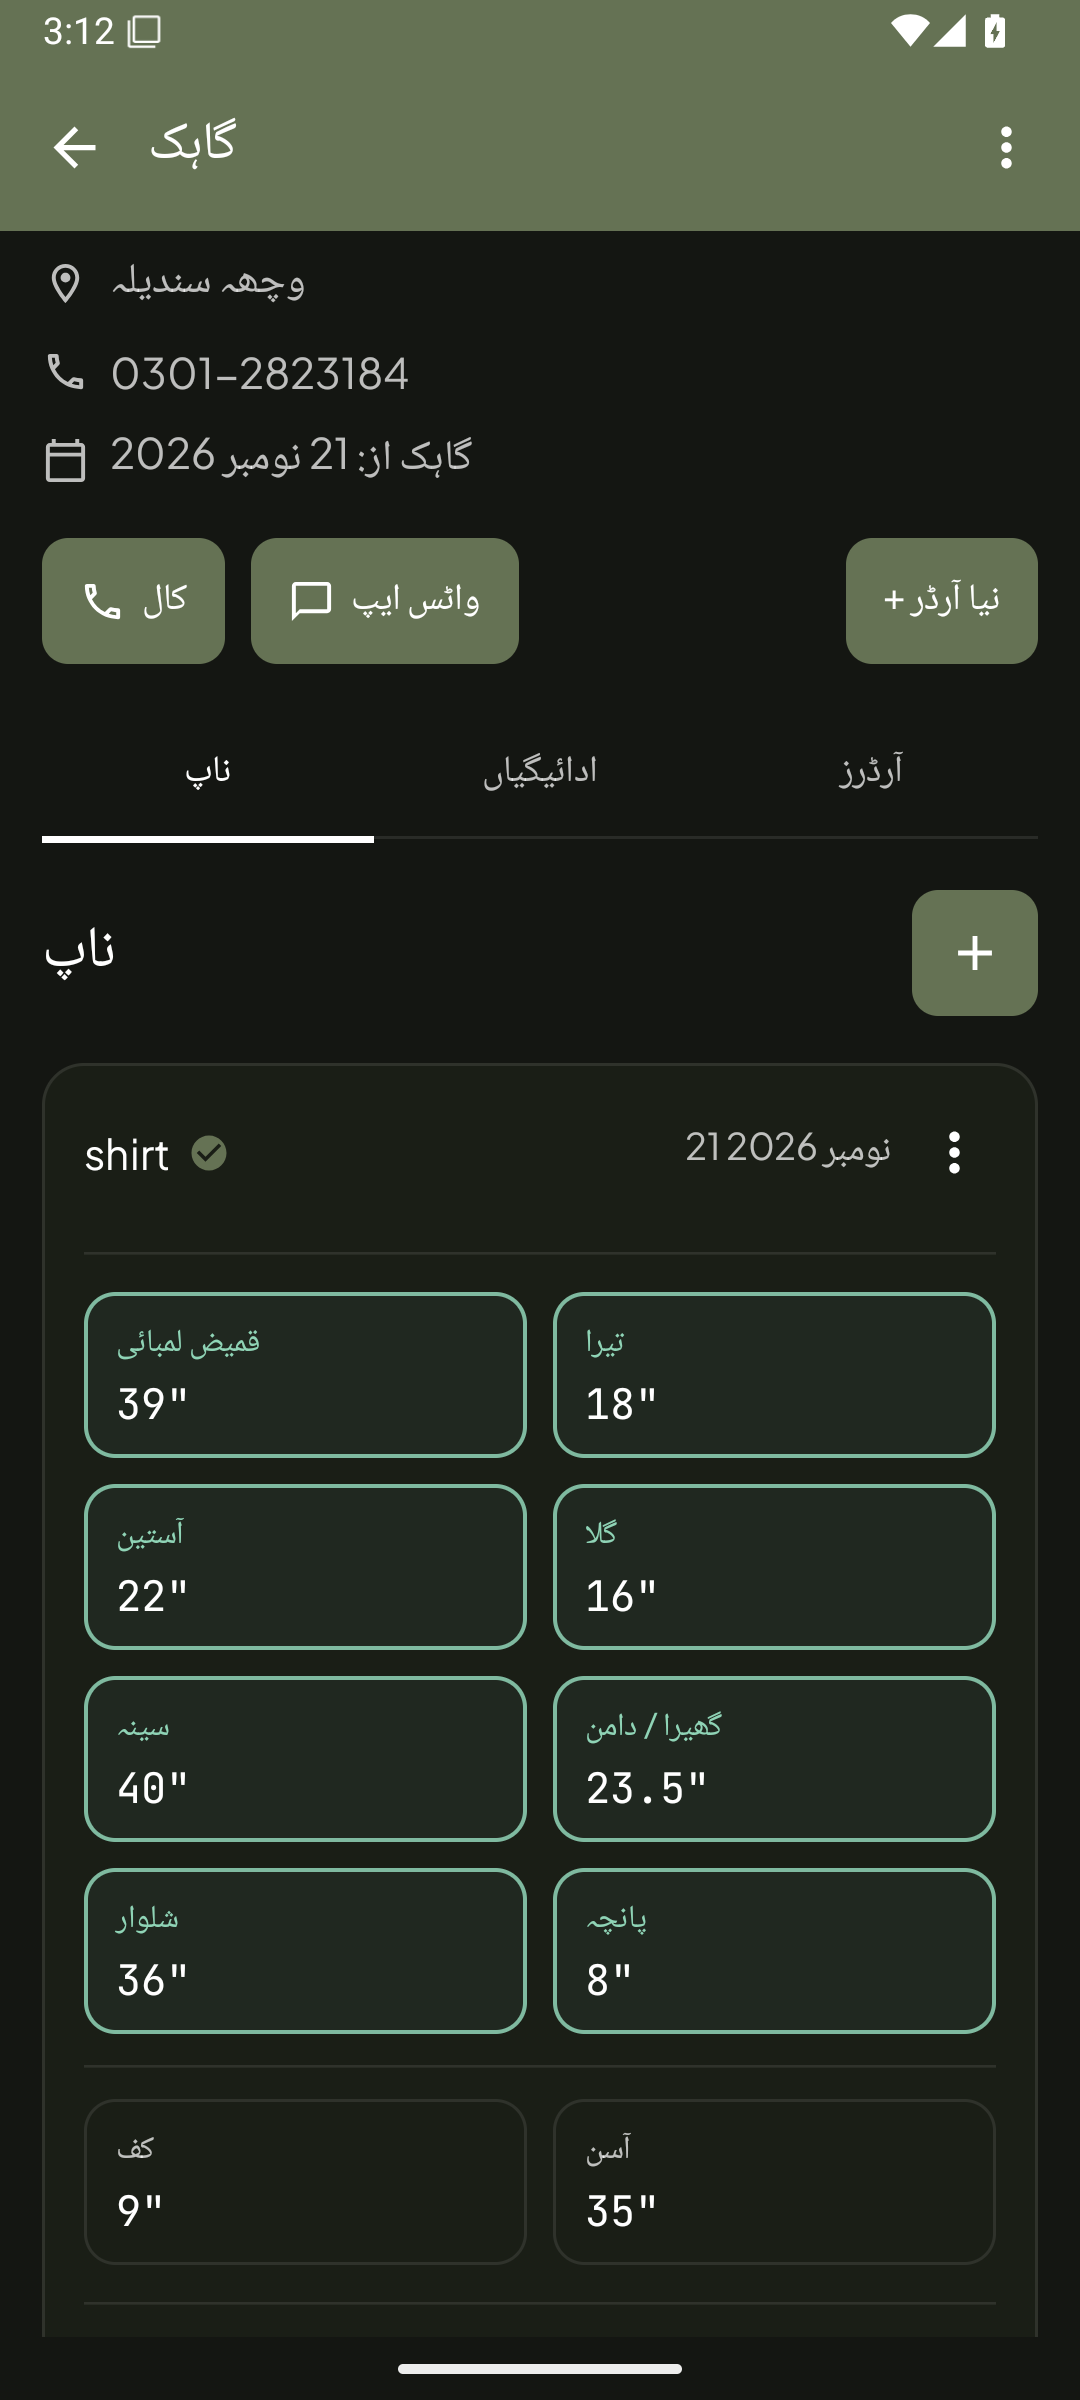 3:12
گاہک
وچھہ سندیلہ
0301-2823184
گاہک از: 21 نومبر 2026
کال
واٹس ایپ
نیا آرڈر +
ناپ
ادائیگیاں
آرڈرز
ناپ
shirt
21 نومبر 2026
قمیض لمبائی
39"
تیرا
18"
آستین
22"
گلا
16"
سینہ
40"
گھیرا / دامن
23.5"
شلوار
36"
پانچہ
8"
کف
9"
آسن
35"